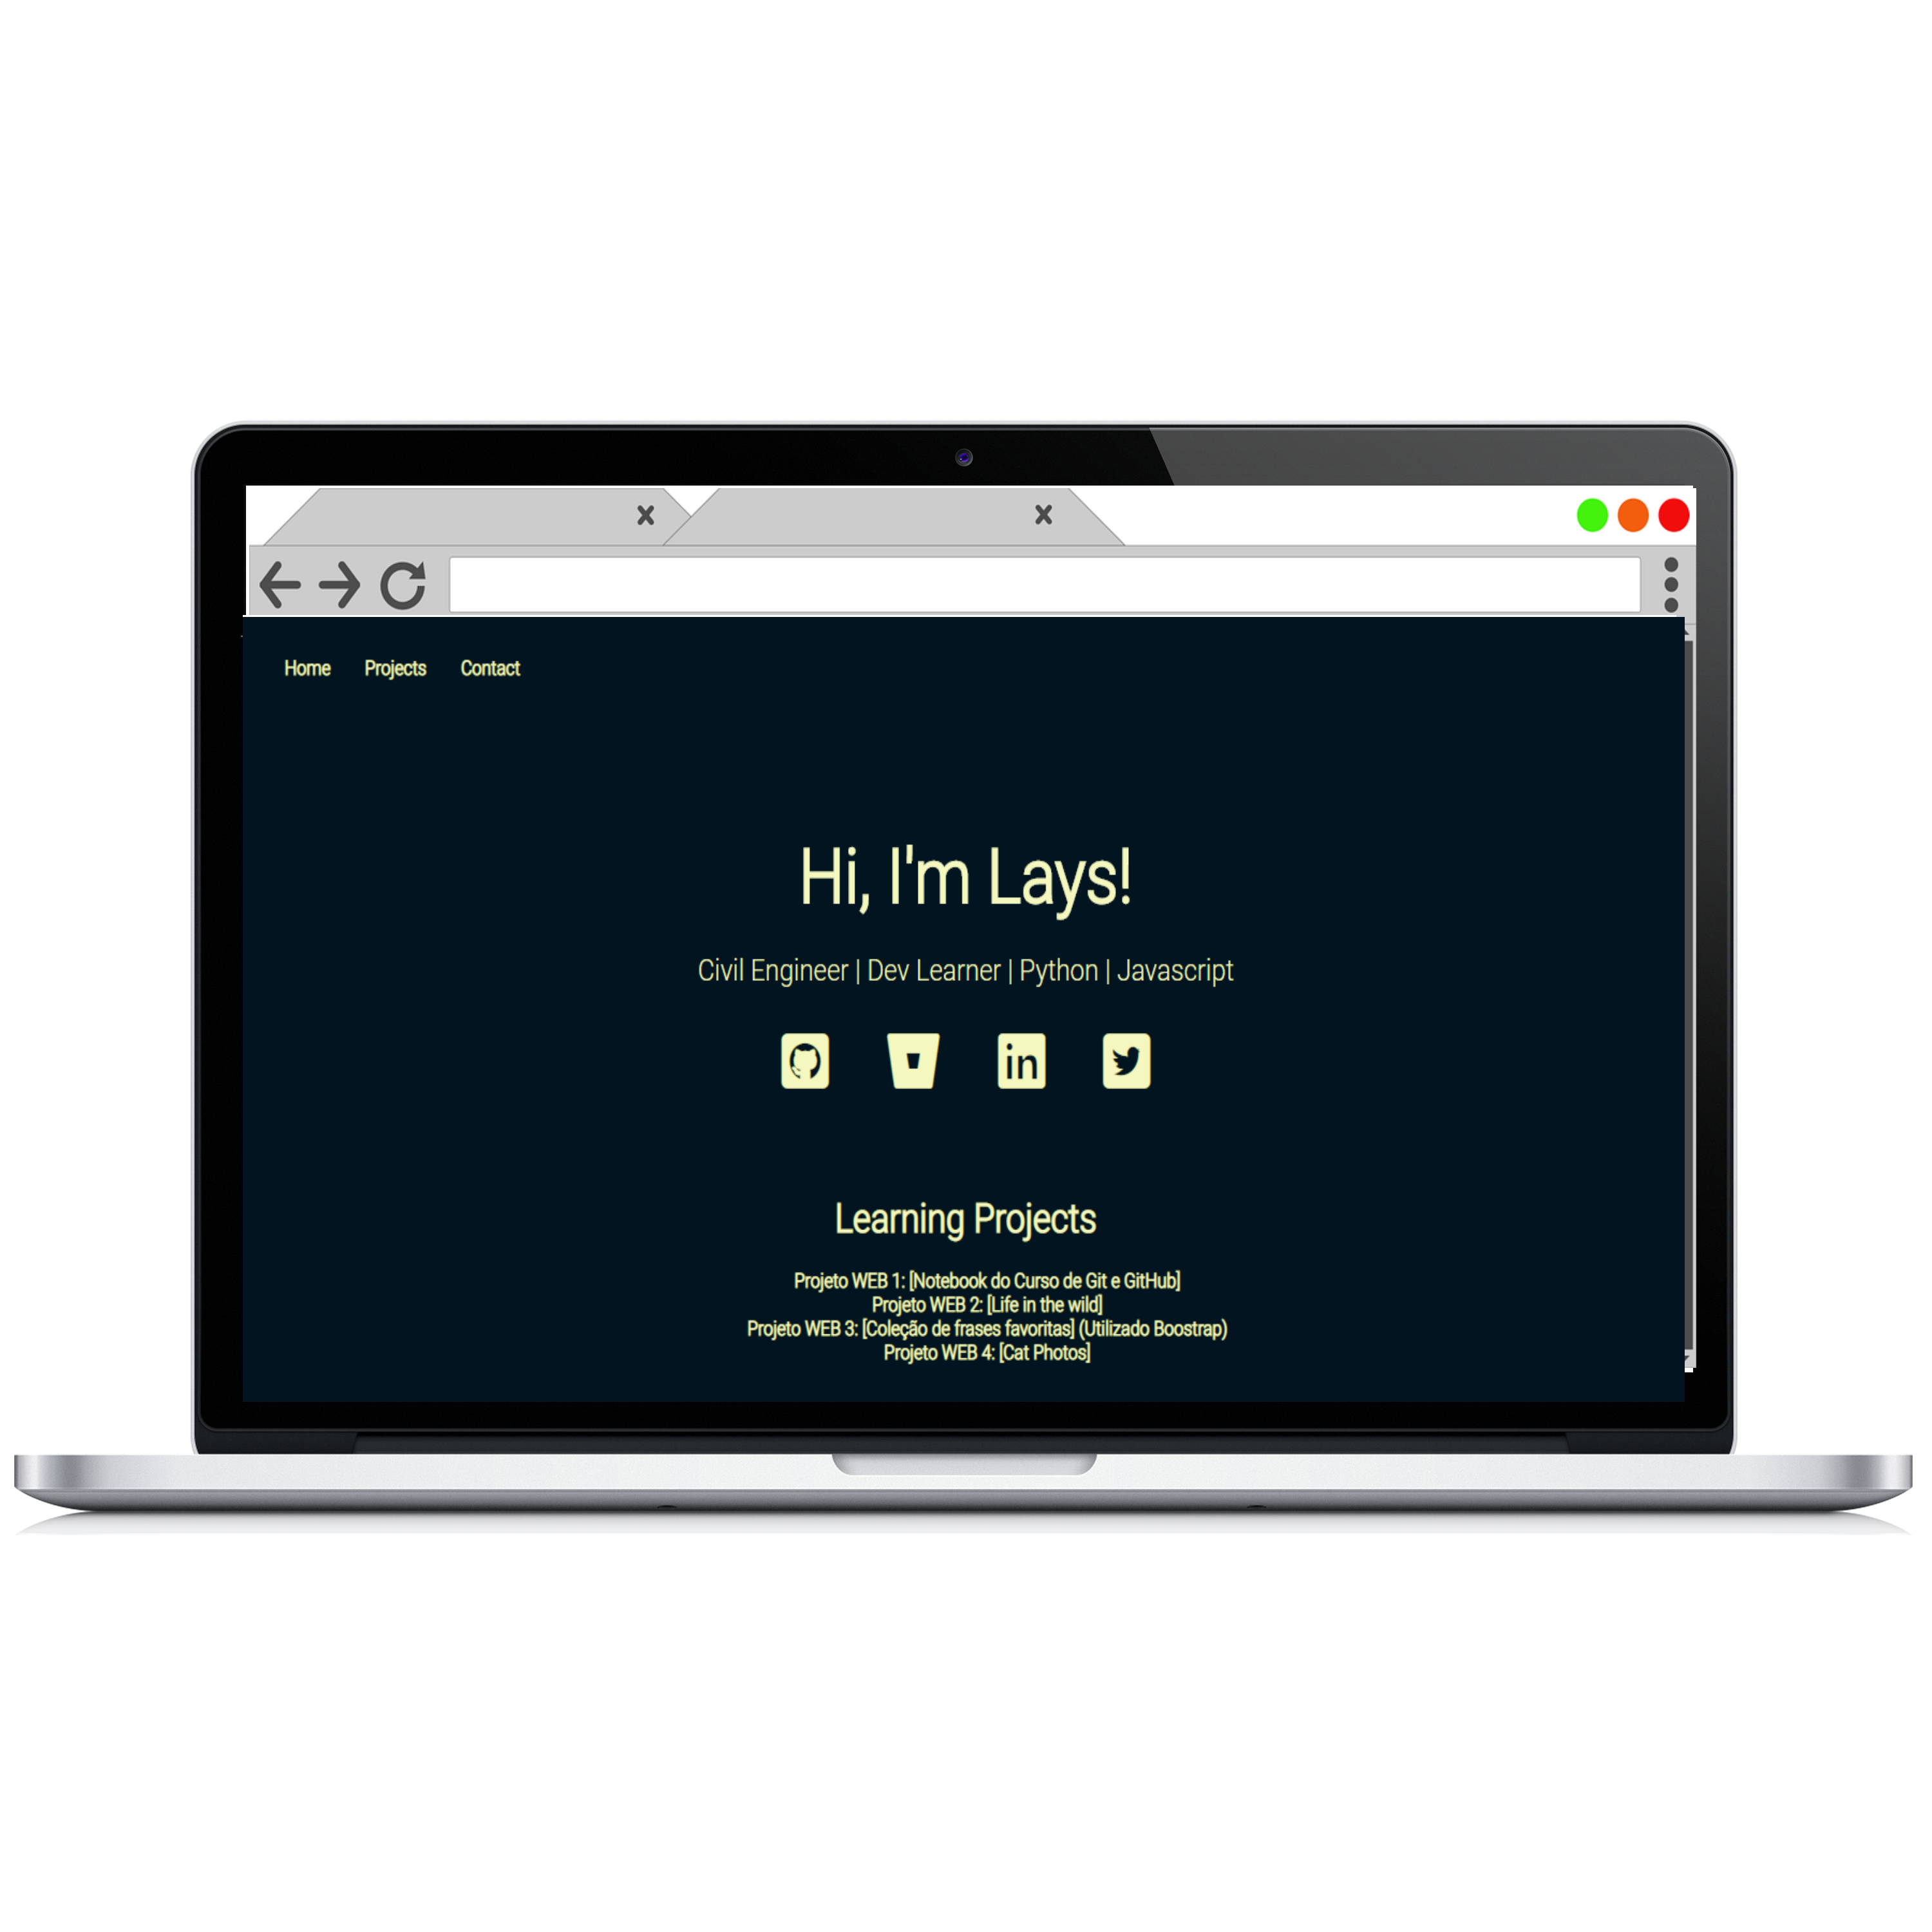 Home Projects Contact
Hi, I'm Lays!
Civil Engineer | Dev Learner | Python | Javascript
in
Learning Projects
Projeto WEB 1: [Notebook do Curso de Git e GitHub]
Projeto WEB 2: [Life in the wild]
Projeto WEB 3: [Coleção de frases favoritas] (Utilizado Boostrap)
Projeto WEB 4: [Cat Photos]